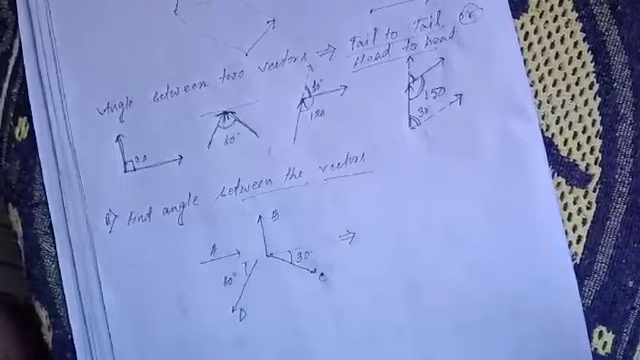 Angle between two vectors ⇒ Tail to Tail, or
Head to head
90
60°
30°
150
150
30°
Q) Find angle between the vectors
B
A
30°
⇒
60°
C
D